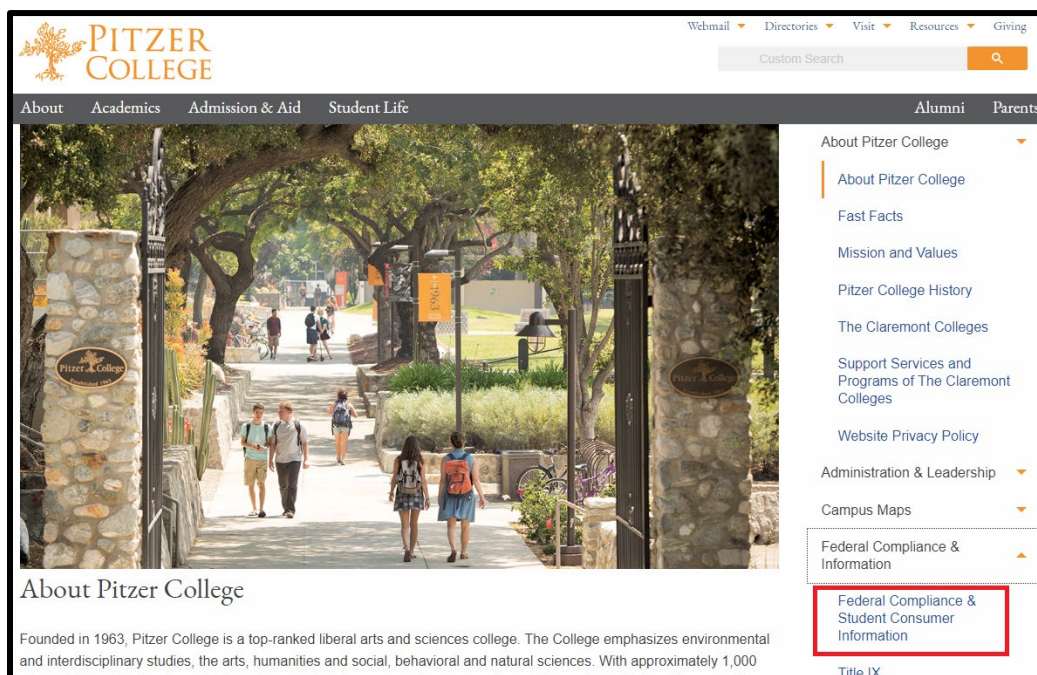 PITZER
COLLEGE
Webmail Directories Visit Resources Giving
Custom Search
About Academics Admission & Aid Student Life Alumni Parents
Pitzer College
Established 1963
1963
Pitzer College
About Pitzer College
About Pitzer College
Fast Facts
Mission and Values
Pitzer College History
The Claremont Colleges
Support Services and
Programs of The Claremont
Colleges
Website Privacy Policy
Administration & Leadership
Campus Maps
Federal Compliance &
Information
Federal Compliance &
Student Consumer
Information
Title IX
About Pitzer College
Founded in 1963, Pitzer College is a top-ranked liberal arts and sciences college. The College emphasizes environmental
and interdisciplinary studies, the arts, humanities and social, behavioral and natural sciences. With approximately 1,000